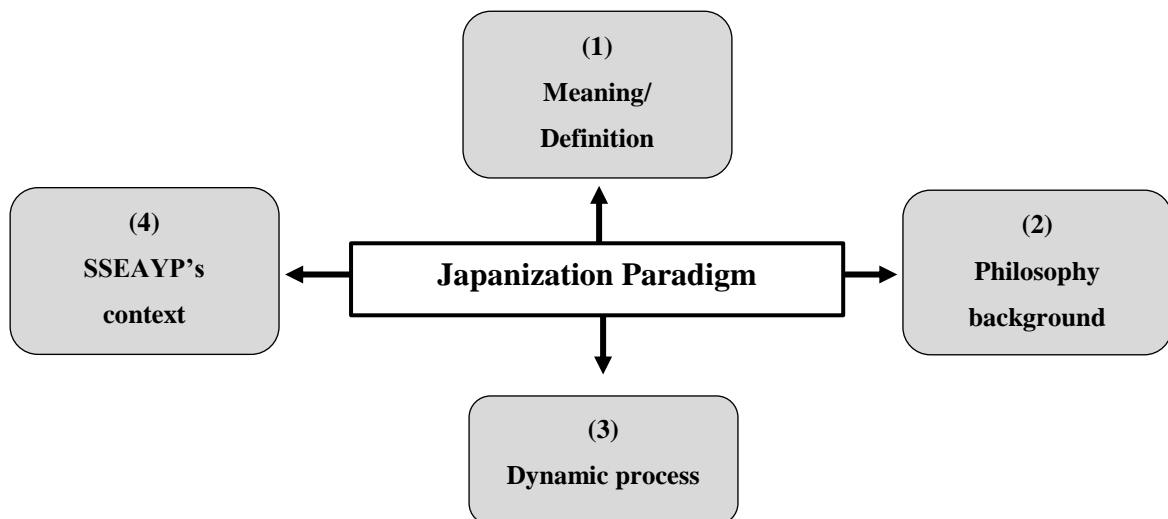 (1)
Meaning/
Definition
(4)
SSEAYP’s
context
Japanization Paradigm
(2)
Philosophy
background
(3)
Dynamic process